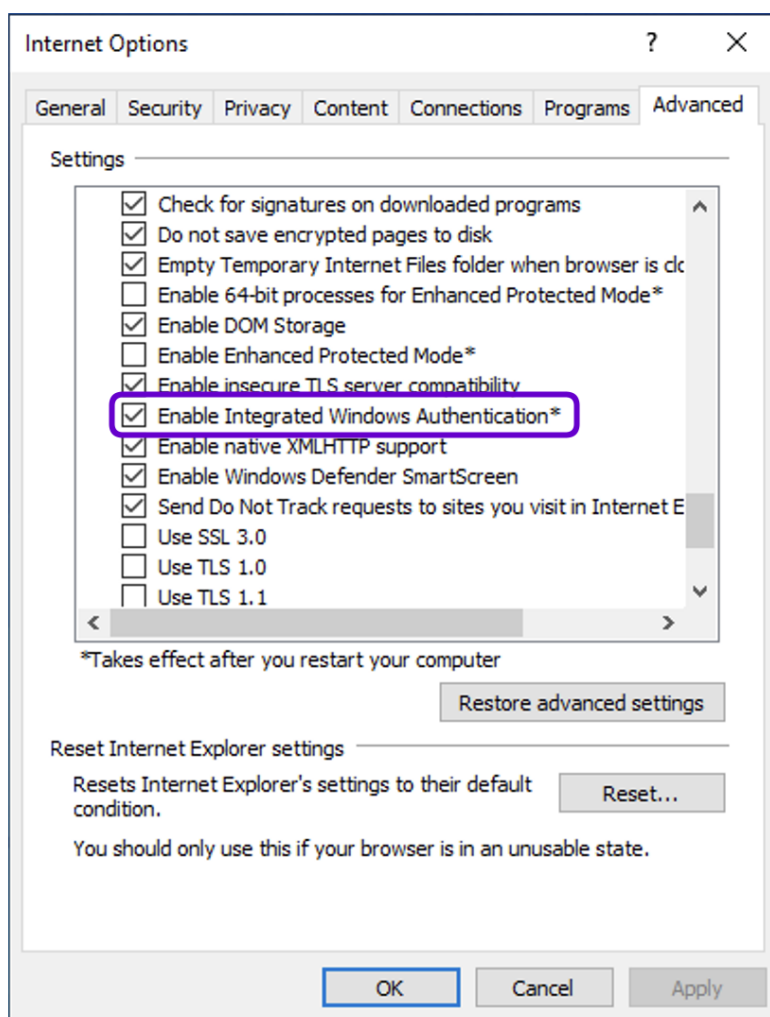 Internet Options
?
General Security Privacy Content Connections Programs Advanced
Settings
Check for signatures on downloaded programs
Do not save encrypted pages to disk
Empty Temporary Internet Files folder when browser is clc
Enable 64-bit processes for Enhanced Protected Mode*
Enable DOM Storage
Enable Enhanced Protected Mode*
Enable insecure TLS server compatibility
Enable Integrated Windows Authentication*
Enable native XMLHTTP support
Enable Windows Defender SmartScreen
Send Do Not Track requests to sites you visit in Internet E
Use SSL 3.0
Use TLS 1.0
Use TLS 1.1
*Takes effect after you restart your computer
Restore advanced settings
Reset Internet Explorer settings
Resets Internet Explorer's settings to their default
condition.
Reset...
You should only use this if your browser is in an unusable state.
OK Cancel Apply